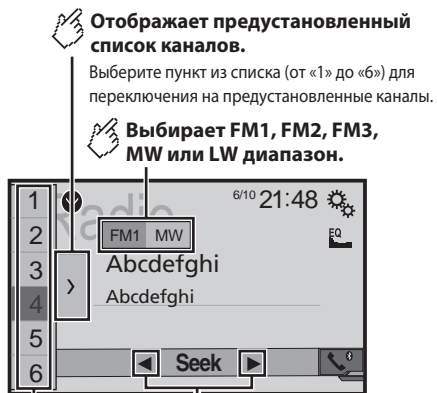 Отображает предустановленный
список каналов.
Выберите пункт из списка (от «1» до «6») для
переключения на предустановленные каналы.
Выбирает FM1, FM2, FM3,
MW или LW диапазон.
1
2
3
4
5
6
Radio
6/10 21:48
EQ
FM1 MW
Abcdefghi
Abcdefghi
Seek